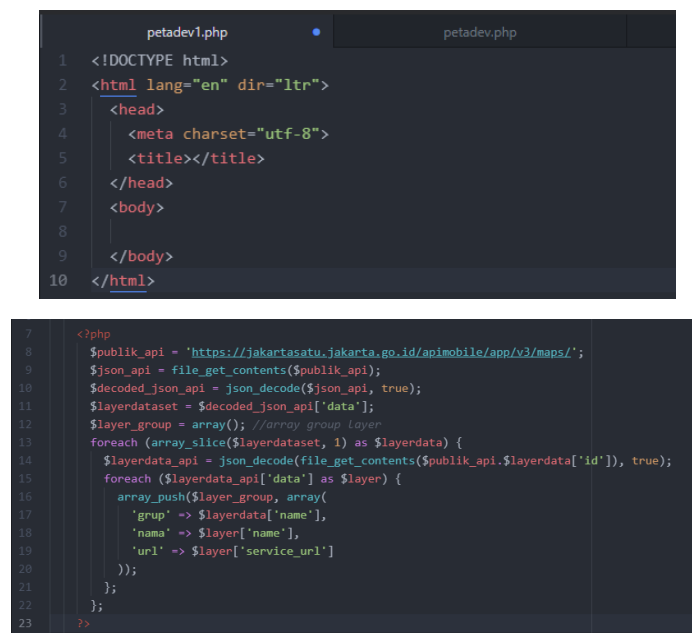 petadev1.php petadev.php
1 <!DOCTYPE html>
2 <html lang="en" dir="ltr">
3 <head>
4 <meta charset="utf-8">
5 <title></title>
6 </head>
7 <body>
8
9 </body>
10 </html>
7 <?php
8 $publik_api = 'https://jakartasatu.jakarta.go.id/apimobile/app/v3/maps/';
9 $json_api = file_get_contents($publik_api);
10 $decoded_json_api = json_decode($json_api, true);
11 $layerdataset = $decoded_json_api['data'];
12 $layer_group = array(); //array group layer
13 foreach (array_slice($layerdataset, 1) as $layerdata) {
14 $layerdata_api = json_decode(file_get_contents($publik_api.$layerdata['id']), true);
15 foreach ($layerdata_api['data'] as $layer) {
16 array_push($layer_group, array(
17 'grup' => $layerdata['name'],
18 'nama' => $layer['name'],
19 'url' => $layer['service_url']
20 ));
21 };
22 };
23 ?>